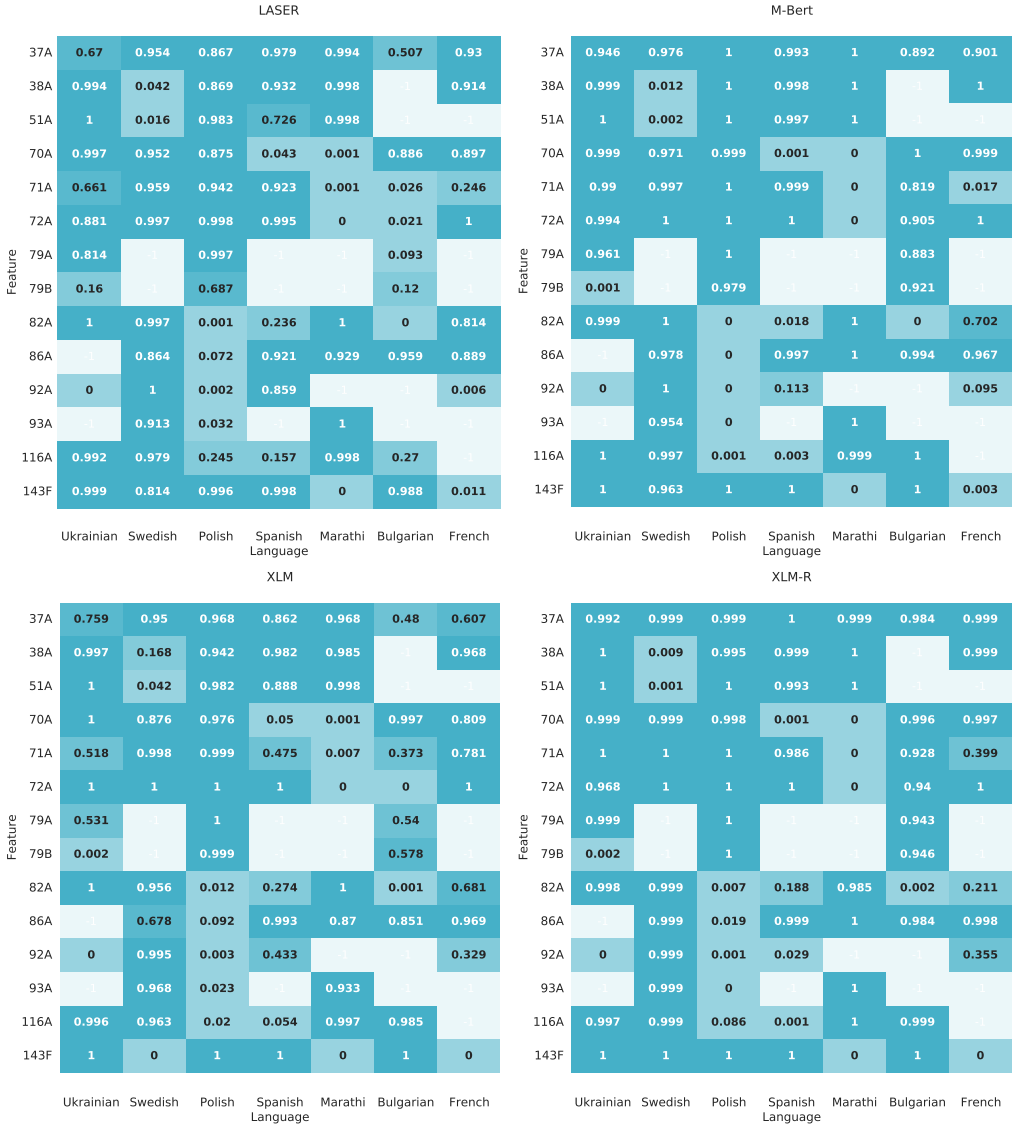 LASER
Feature
37A 0.67 0.954 0.867 0.979 0.994 0.507 0.93
38A 0.994 0.042 0.869 0.932 0.998 -1 0.914
51A 1 0.016 0.983 0.726 0.998 -1 -1
70A 0.997 0.952 0.875 0.043 0.001 0.886 0.897
71A 0.661 0.959 0.942 0.923 0.001 0.026 0.246
72A 0.881 0.997 0.998 0.995 0 0.021 1
79A 0.814 -1 0.997 -1 -1 0.093 -1
79B 0.16 -1 0.687 -1 -1 0.12 -1
82A 1 0.997 0.001 0.236 1 0 0.814
86A -1 0.864 0.072 0.921 0.929 0.959 0.889
92A 0 1 0.002 0.859 -1 -1 0.006
93A -1 0.913 0.032 -1 1 -1 -1
116A 0.992 0.979 0.245 0.157 0.998 0.27 -1
143F 0.999 0.814 0.996 0.998 0 0.988 0.011
Ukrainian Swedish Polish Spanish Marathi Bulgarian French
Language
M-Bert
Feature
37A 0.946 0.976 1 0.993 1 0.892 0.901
38A 0.999 0.012 1 0.998 1 -1 1
51A 1 0.002 1 0.997 1 -1 -1
70A 0.999 0.971 0.999 0.001 0 1 0.999
71A 0.99 0.997 1 0.999 0 0.819 0.017
72A 0.994 1 1 1 0 0.905 1
79A 0.961 -1 1 -1 -1 0.883 -1
79B 0.001 -1 0.979 -1 -1 0.921 -1
82A 0.999 1 0 0.018 1 0 0.702
86A -1 0.978 0 0.997 1 0.994 0.967
92A 0 1 0 0.113 -1 -1 0.095
93A -1 0.954 0 -1 1 -1 -1
116A 1 0.997 0.001 0.003 0.999 1 -1
143F 1 0.963 1 1 0 1 0.003
Ukrainian Swedish Polish Spanish Marathi Bulgarian French
Language
XLM
Feature
37A 0.759 0.95 0.968 0.862 0.968 0.48 0.607
38A 0.997 0.168 0.942 0.982 0.985 -1 0.968
51A 1 0.042 0.982 0.888 0.998 -1 -1
70A 1 0.876 0.976 0.05 0.001 0.997 0.809
71A 0.518 0.998 0.999 0.475 0.007 0.373 0.781
72A 1 1 1 1 0 0 1
79A 0.531 -1 1 -1 -1 0.54 -1
79B 0.002 -1 0.999 -1 -1 0.578 -1
82A 1 0.956 0.012 0.274 1 0.001 0.681
86A -1 0.678 0.092 0.993 0.87 0.851 0.969
92A 0 0.995 0.003 0.433 -1 -1 0.329
93A -1 0.968 0.023 -1 0.933 -1 -1
116A 0.996 0.963 0.02 0.054 0.997 0.985 -1
143F 1 0 1 1 0 1 0
Ukrainian Swedish Polish Spanish Marathi Bulgarian French
Language
XLM-R
Feature
37A 0.992 0.999 0.999 1 0.999 0.984 0.999
38A 1 0.009 0.995 0.999 1 -1 0.999
51A 1 0.001 1 0.993 1 -1 -1
70A 0.999 0.999 0.998 0.001 0 0.996 0.997
71A 1 1 1 0.986 0 0.928 0.399
72A 0.968 1 1 1 0 0.94 1
79A 0.999 -1 1 -1 -1 0.943 -1
79B 0.002 -1 1 -1 -1 0.946 -1
82A 0.998 0.999 0.007 0.188 0.985 0.002 0.211
86A -1 0.999 0.019 0.999 1 0.984 0.998
92A 0 0.999 0.001 0.029 -1 -1 0.355
93A -1 0.999 0 -1 1 -1 -1
116A 0.997 0.999 0.086 0.001 1 0.999 -1
143F 1 1 1 1 0 1 0
Ukrainian Swedish Polish Spanish Marathi Bulgarian French
Language